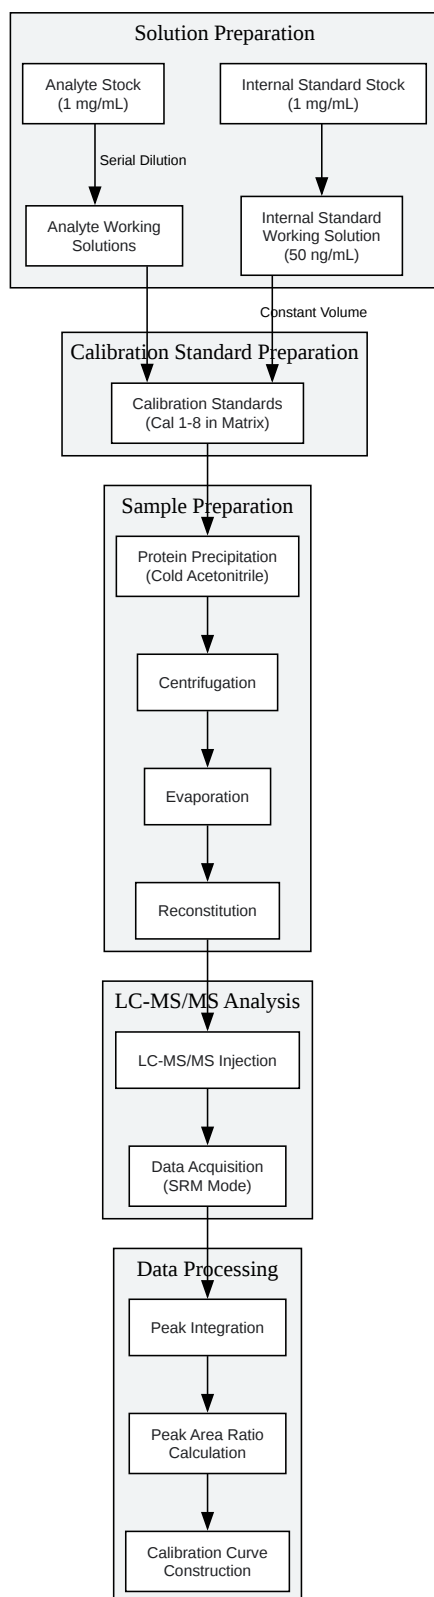 Solution Preparation
Analyte Stock
(1 mg/mL)
Internal Standard Stock
(1 mg/mL)
Serial Dilution
Analyte Working
Solutions
Internal Standard
Working Solution
(50 ng/mL)
Constant Volume
Calibration Standard Preparation
Calibration Standards
(Cal 1-8 in Matrix)
Sample Preparation
Protein Precipitation
(Cold Acetonitrile)
Centrifugation
Evaporation
Reconstitution
LC-MS/MS Analysis
LC-MS/MS Injection
Data Acquisition
(SRM Mode)
Data Processing
Peak Integration
Peak Area Ratio
Calculation
Calibration Curve
Construction